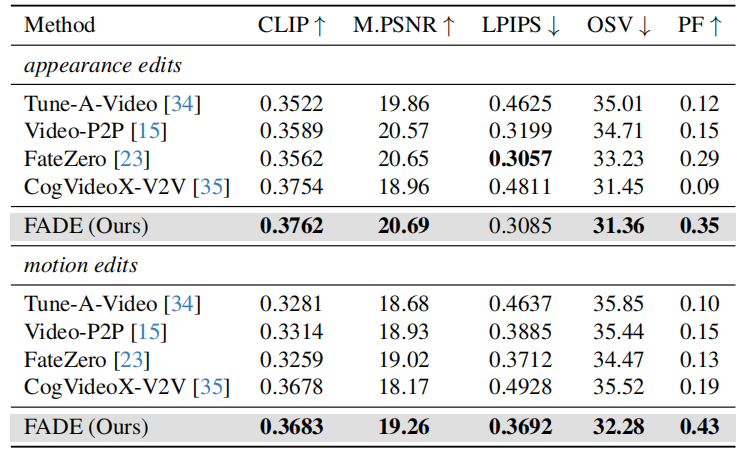 Method CLIP ↑ M.PSNR ↑ LPIPS ↓ OSV ↓ PF ↑
appearance edits
Tune-A-Video [34] 0.3522 19.86 0.4625 35.01 0.12
Video-P2P [15] 0.3589 20.57 0.3199 34.71 0.15
FateZero [23] 0.3562 20.65 0.3057 33.23 0.29
CogVideoX-V2V [35] 0.3754 18.96 0.4811 31.45 0.09
FADE (Ours) 0.3762 20.69 0.3085 31.36 0.35
motion edits
Tune-A-Video [34] 0.3281 18.68 0.4637 35.85 0.10
Video-P2P [15] 0.3314 18.93 0.3885 35.44 0.15
FateZero [23] 0.3259 19.02 0.3712 34.47 0.13
CogVideoX-V2V [35] 0.3678 18.17 0.4928 35.52 0.19
FADE (Ours) 0.3683 19.26 0.3692 32.28 0.43